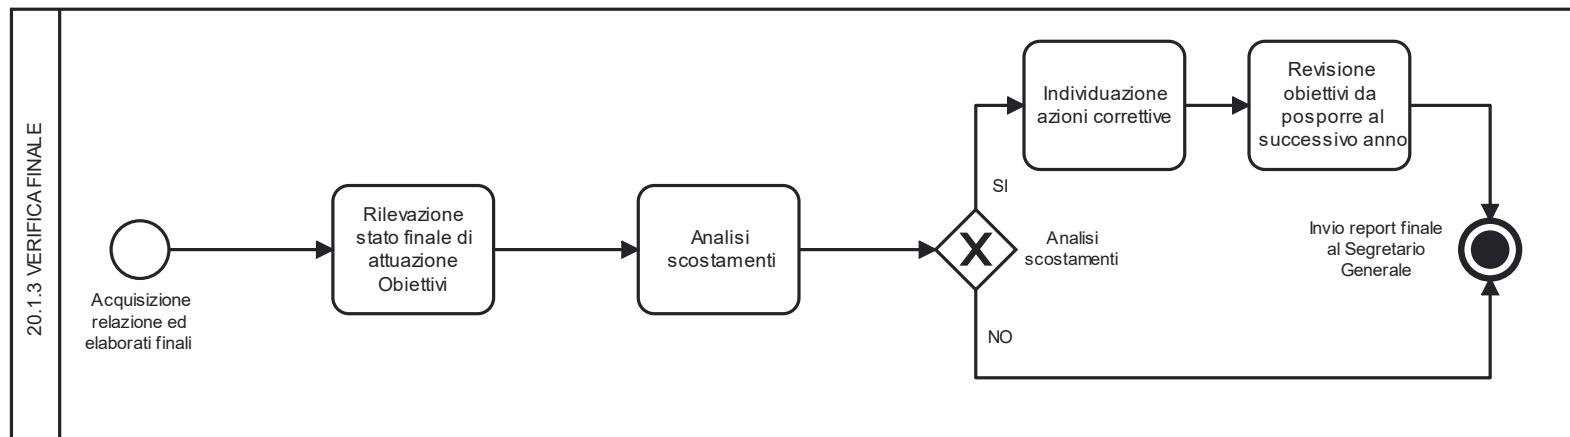 20.1.3 VERIFICA FINALE
Acquisizione
relazione ed
elaborati finali
Rilevazione
stato finale di
attuazione
Obiettivi
Analisi
scostamenti
X
Analisi
scostamenti
SI
NO
Individuazione
azioni correttive
Revisione
obiettivi da
posporre al
successivo anno
Invio report finale
al Segretario
Generale